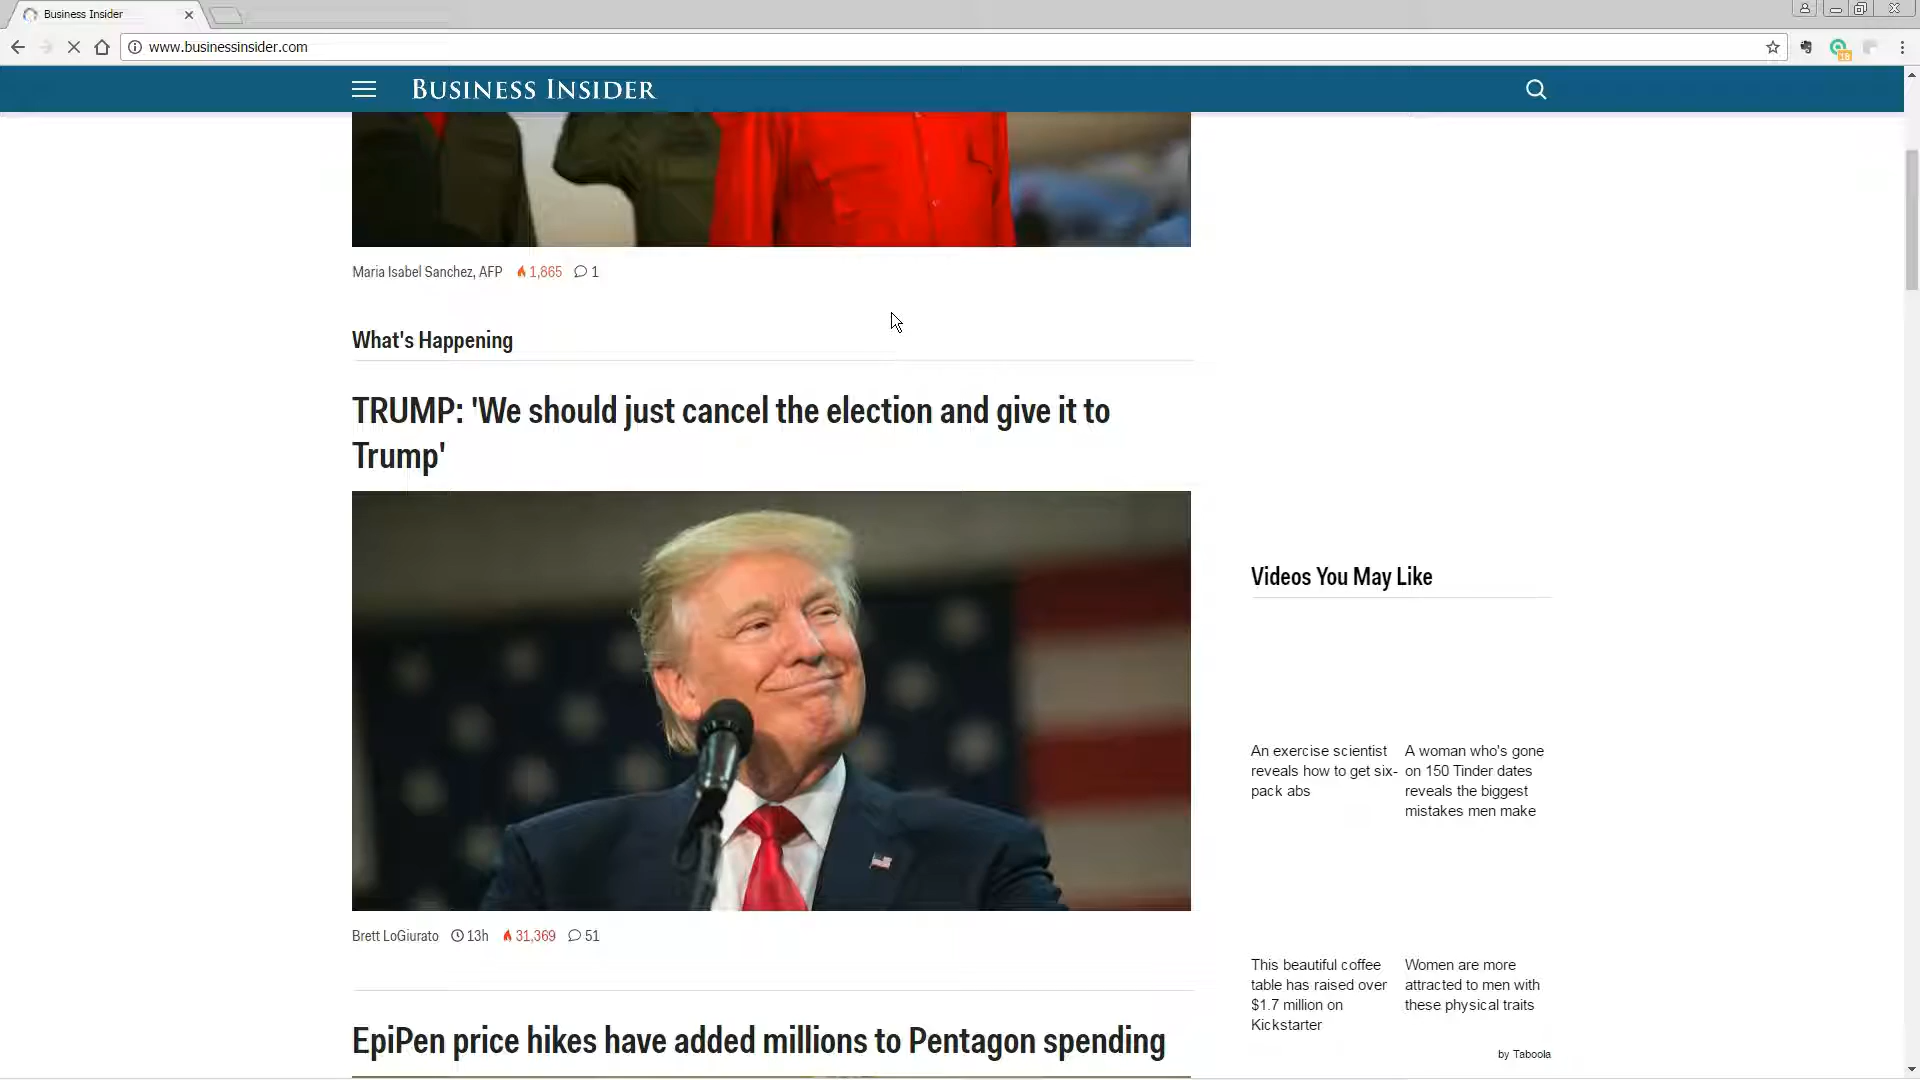 Business Insider
www.businessinsider.com
18
BUSINESS INSIDER
Maria Isabel Sanchez, AFP 1,865 1
What's Happening
TRUMP: 'We should just cancel the election and give it to
Trump'
Brett LoGiurato 13h 31,369 51
EpiPen price hikes have added millions to Pentagon spending
Videos You May Like
An exercise scientist
reveals how to get six-
pack abs
A woman who's gone
on 150 Tinder dates
reveals the biggest
mistakes men make
This beautiful coffee
table has raised over
$1.7 million on
Kickstarter
Women are more
attracted to men with
these physical traits
by Taboola